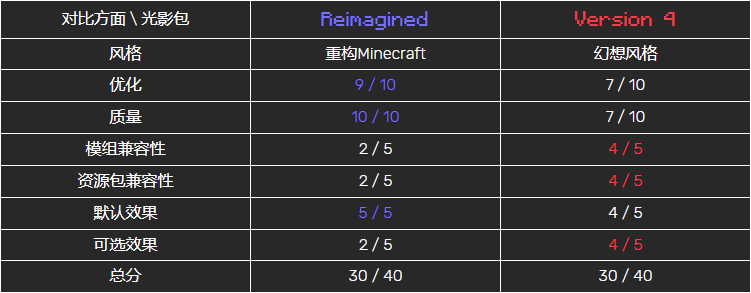 对比方面 \ 光影包 Reimagined Version 4
风格 重构Minecraft 幻想风格
优化 9 / 10 7 / 10
质量 10 / 10 7 / 10
模组兼容性 2 / 5 4 / 5
资源包兼容性 2 / 5 4 / 5
默认效果 5 / 5 4 / 5
可选效果 2 / 5 4 / 5
总分 30 / 40 30 / 40